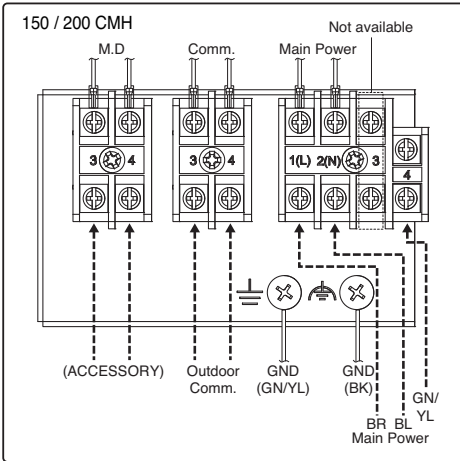 150 / 200 CMH
Not available
M.D Comm. Main Power
3 4 3 4 1(L) 2(N) 3
4
(ACCESSORY) Outdoor Comm.
GND (GN/YL)
GND (BK)
GN/YL
BR BL
Main Power